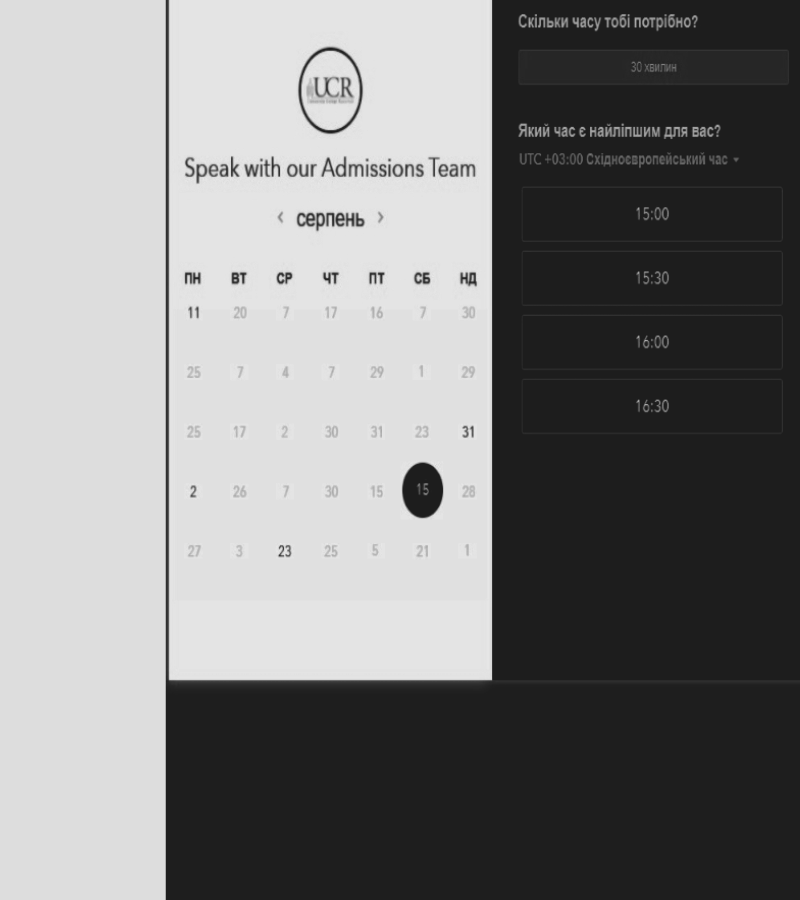 UCR
Speak with our Admissions Team
‹ серпень ›
ПН ВТ СР ЧТ ПТ СБ НД
11 20 7 17 16 7 30
25 7 4 7 29 1 29
25 17 2 30 31 23 31
2 26 7 30 15 15 28
27 3 23 25 5 21 1
Скільки часу тобі потрібно?
30 хвилин
Який час є найліпшим для вас?
UTC +03:00 Східноєвропейський час
15:00
15:30
16:00
16:30